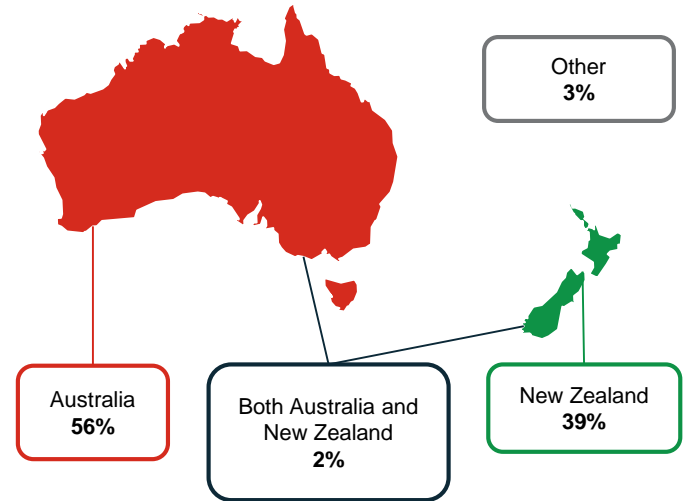 Other
3%
Australia
56%
Both Australia and
New Zealand
2%
New Zealand
39%